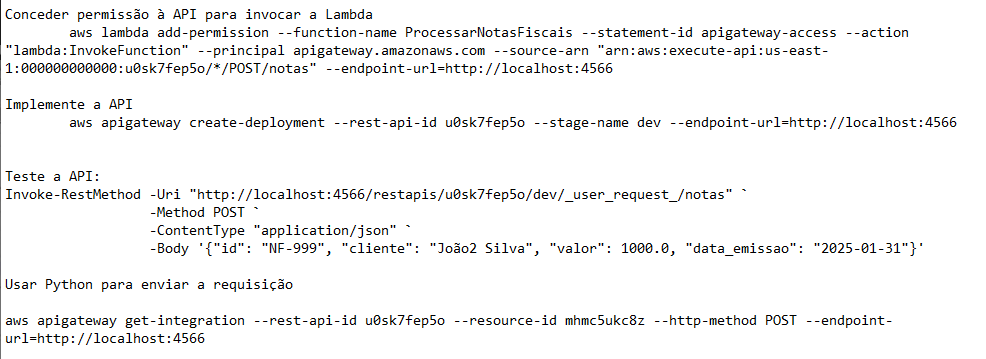 Conceder permissão à API para invocar a Lambda
aws lambda add-permission --function-name ProcessarNotasFiscais --statement-id apigateway-access --action
"lambda:InvokeFunction" --principal apigateway.amazonaws.com --source-arn "arn:aws:execute-api:us-east-
1:000000000000:u0sk7fep5o/*/POST/notas" --endpoint-url=http://localhost:4566
Implemente a API
aws apigateway create-deployment --rest-api-id u0sk7fep5o --stage-name dev --endpoint-url=http://localhost:4566
Teste a API:
Invoke-RestMethod -Uri "http://localhost:4566/restapis/u0sk7fep5o/dev/_user_request_/notas" `
-Method POST `
-ContentType "application/json" `
-Body '{"id": "NF-999", "cliente": "João2 Silva", "valor": 1000.0, "data_emissao": "2025-01-31"}'
Usar Python para enviar a requisição
aws apigateway get-integration --rest-api-id u0sk7fep5o --resource-id mhmc5ukc8z --http-method POST --endpoint-
url=http://localhost:4566